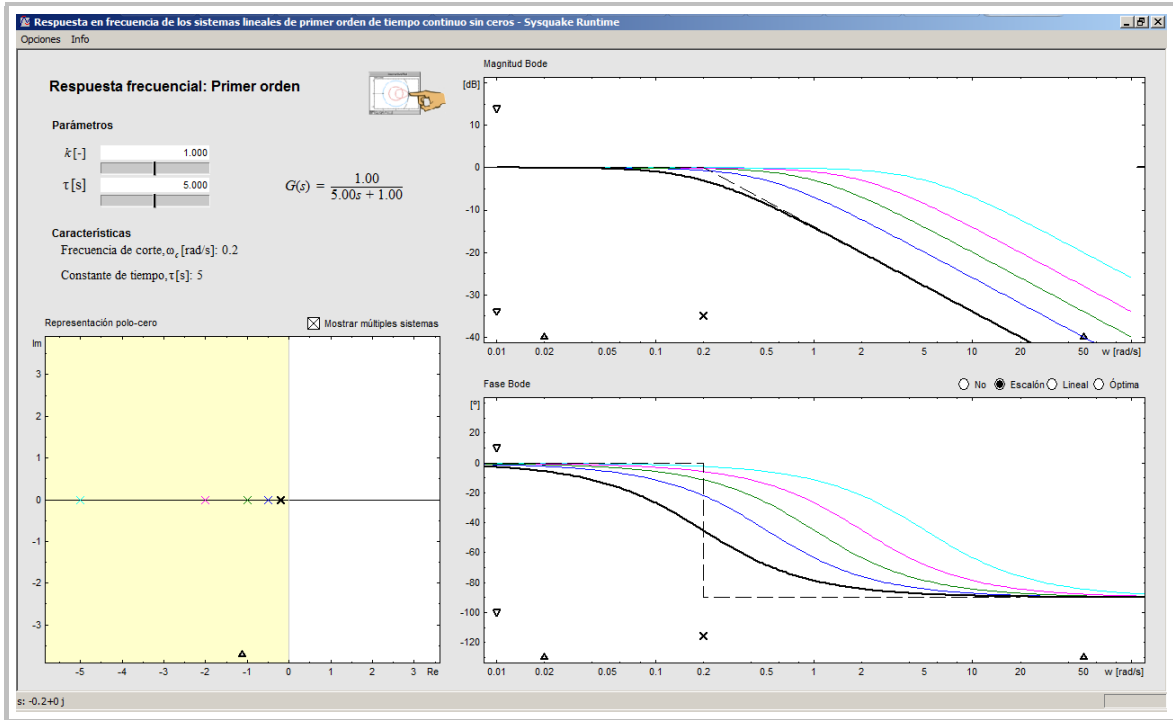 Respuesta en frecuencia de los sistemas lineales de primer orden de tiempo continuo sin ceros - Sysquake Runtime
Opciones Info
Respuesta frecuencial: Primer orden
Parámetros
k[-] 1.000
τ[s] 5.000
G(s) = 1.00
5.00s + 1.00
Características
Frecuencia de corte,ωc[rad/s]: 0.2
Constante de tiempo,τ[s]: 5
Representación polo-cero
Mostrar múltiples sistemas
Im
3
2
1
0
-1
-2
-3
-5 -4 -3 -2 -1 0 1 2 3 Re
Magnitud Bode
[dB]
10
0
-10
-20
-30
-40
0.01 0.02 0.05 0.1 0.2 0.5 1 2 5 10 20 50 w [rad/s]
Fase Bode
No Escalón Lineal Óptima
[º]
20
0
-20
-40
-60
-80
-100
-120
0.01 0.02 0.05 0.1 0.2 0.5 1 2 5 10 20 50 w [rad/s]
s: -0.2+0 j